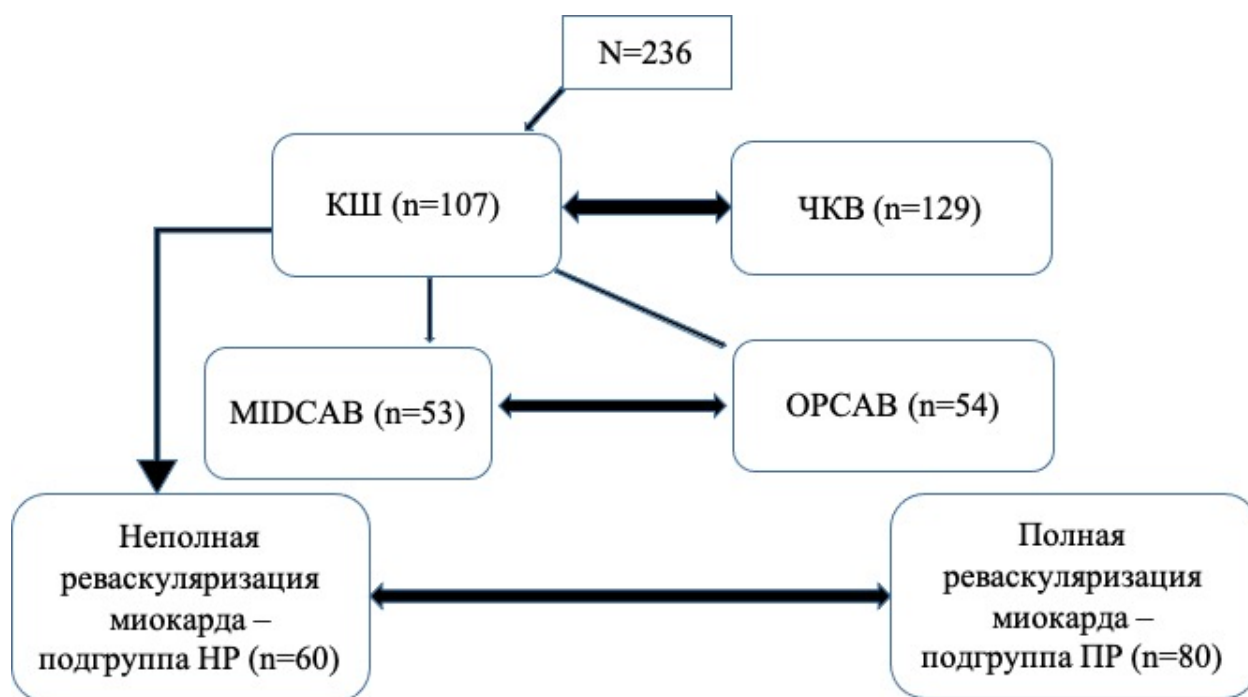 N=236
КШ (n=107)
ЧКВ (n=129)
MIDCAB (n=53)
OPCAB (n=54)
Неполная
реваскуляризация
миокарда –
подгруппа НР (n=60)
Полная
реваскуляризация
миокарда –
подгруппа ПР (n=80)